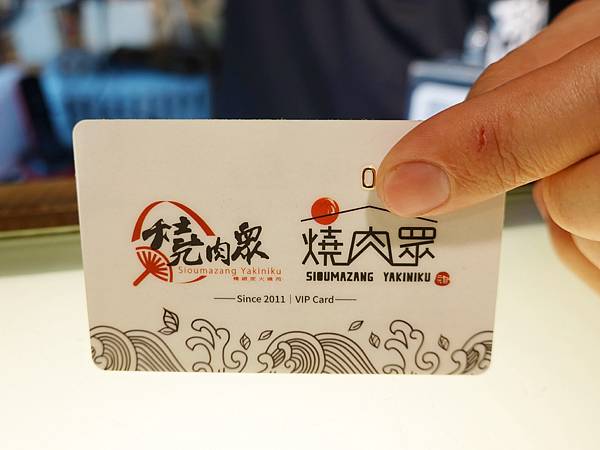 0
燒肉眾
Sioumazang Yakiniku
精緻炭火燒肉
燒肉眾
SIOUMAZANG YAKINIKU
Since 2011 | VIP Card